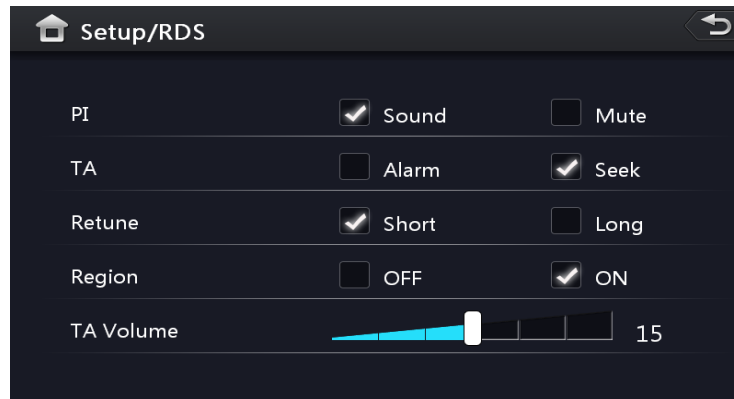 Setup/RDS
PI Sound Mute
TA Alarm Seek
Retune Short Long
Region OFF ON
TA Volume 15